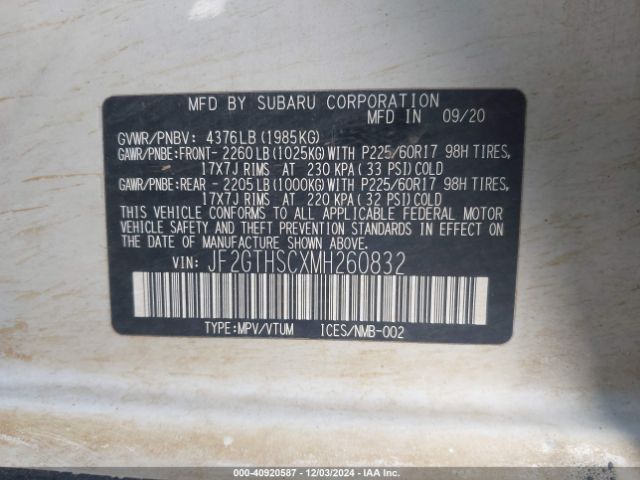 MFD BY SUBARU CORPORATION
MFD IN 09/20
GVWR/PNBV: 4376LB(1985KG)
GAWR/PNBE:FRONT-2260LB(1025KG)WITH P225/60R17 98H TIRES,
17X7J RIMS AT 230 KPA(33 PSI)COLD
GAWR/PNBE:REAR -2205LB(1000KG)WITH P225/60R17 98H TIRES,
17X7J RIMS AT 220 KPA(32 PSI)COLD
THIS VEHICLE CONFORMS TO ALL APPLICABLE FEDERAL MOTOR
VEHICLE SAFETY AND THEFT PREVENTION STANDARDS IN EFFECT
ON THE DATE OF MANUFACTURE SHOWN ABOVE.
VIN: JF2GTHSCXMH260832
TYPE:MPV/VTUM ICES/NMB-002
000-40920587 - 12/03/2024 - IAA Inc.